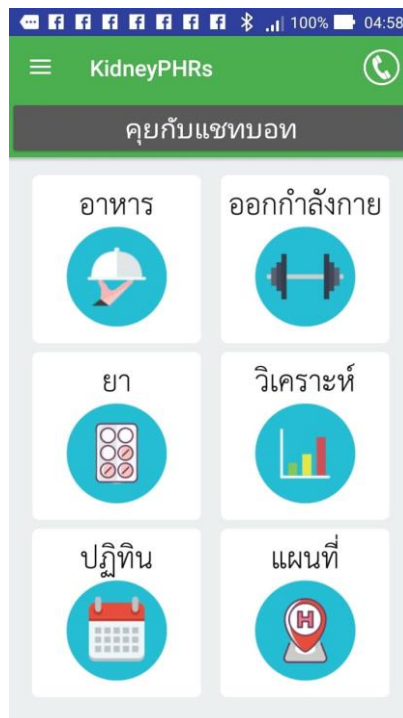 100% 04:58
KidneyPHRs
คุยกับแชทบอท
อาหาร
ออกกำลังกาย
ยา
วิเคราะห์
ปฏิทิน
แผนที่
H